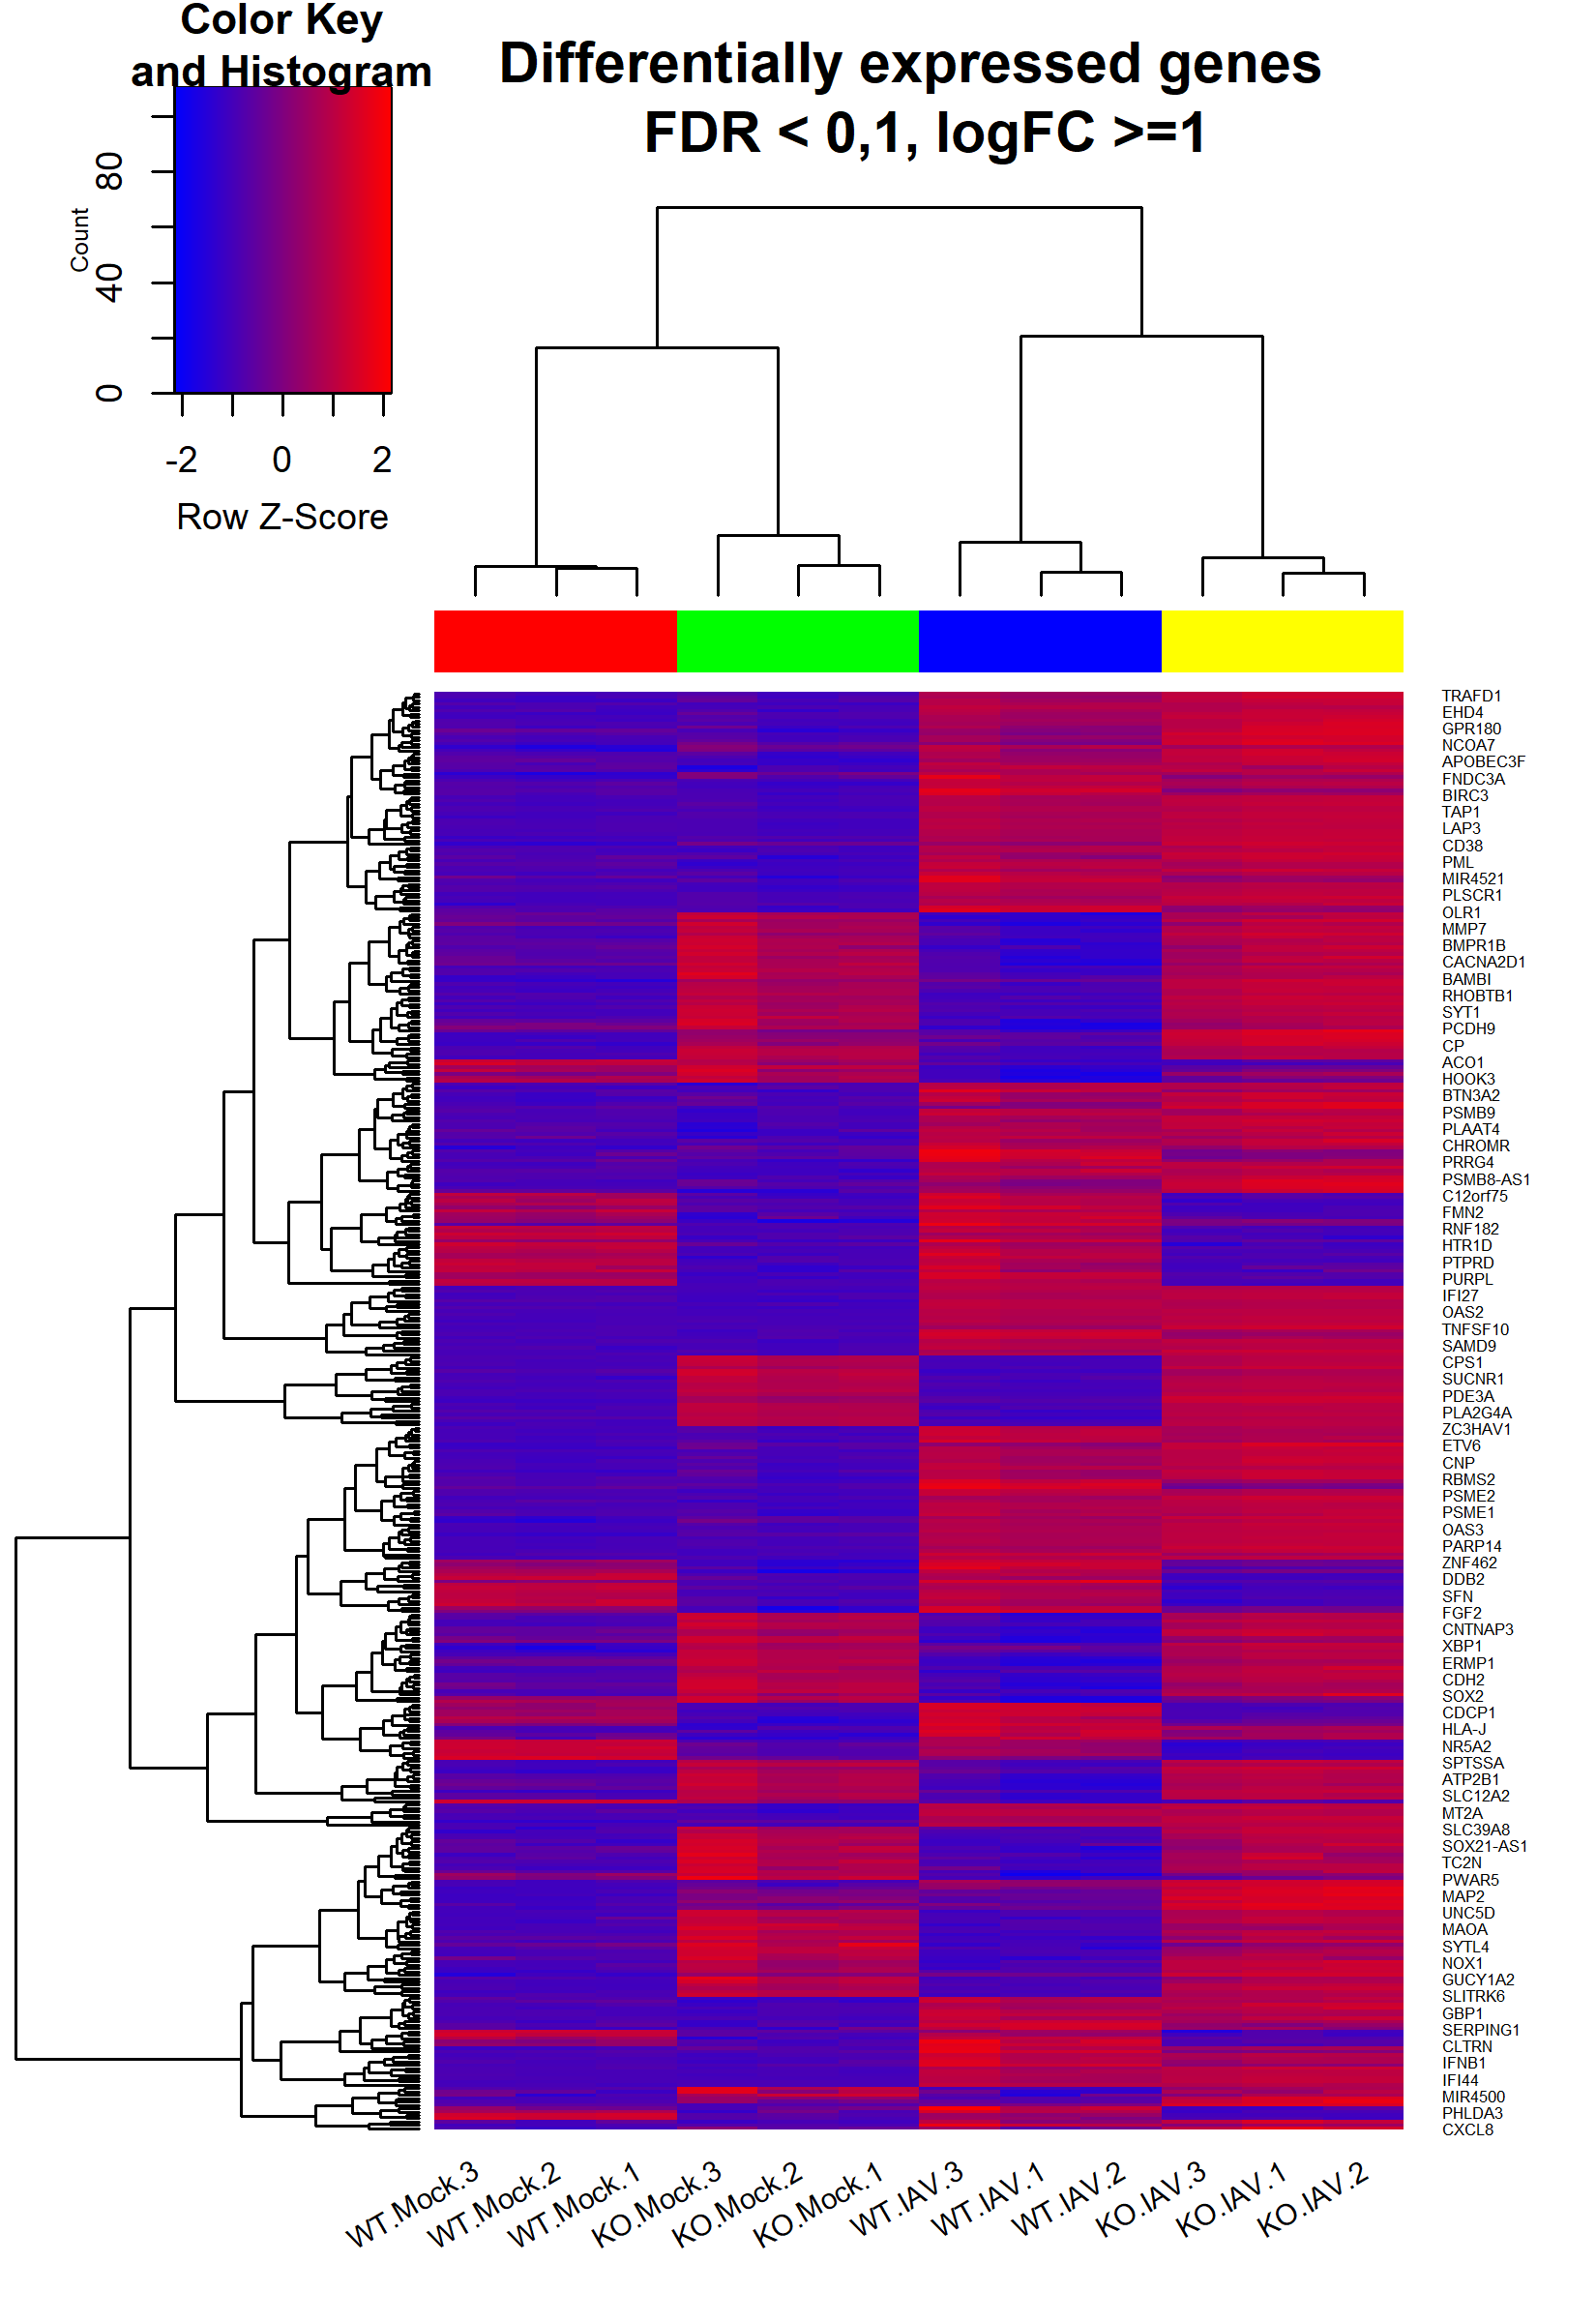 Color Key
and Histogram
Differentially expressed genes
FDR < 0,1, logFC >=1
Count
0
40
80
-2
0
2
Row Z-Score
TRAFD1
EHD4
GPR180
NCOA7
APOBEC3F
FNDC3A
BIRC3
TAP1
LAP3
CD38
PML
MIR4521
PLSCR1
OLR1
MMP7
BMPR1B
CACNA2D1
BAMBI
RHOBTB1
SYT1
PCDH9
CP
ACO1
HOOK3
BTN3A2
PSMB9
PLAAT4
CHROMR
PRRG4
PSMB8-AS1
C12orf75
FMN2
RNF182
HTR1D
PTPRD
PURPL
IFI27
OAS2
TNFSF10
SAMD9
CPS1
SUCNR1
PDE3A
PLA2G4A
ZC3HAV1
ETV6
CNP
RBMS2
PSME2
PSME1
OAS3
PARP14
ZNF462
DDB2
SFN
FGF2
CNTNAP3
XBP1
ERMP1
CDH2
SOX2
CDCP1
HLA-J
NR5A2
SPTSSA
ATP2B1
SLC12A2
MT2A
SLC39A8
SOX21-AS1
TC2N
PWAR5
MAP2
UNC5D
MAOA
SYTL4
NOX1
GUCY1A2
SLITRK6
GBP1
SERPING1
CLTRN
IFNB1
IFI44
MIR4500
PHLDA3
CXCL8
WT.Mock.3
WT.Mock.2
WT.Mock.1
KO.Mock.3
KO.Mock.2
KO.Mock.1
WT.IAV.3
WT.IAV.1
WT.IAV.2
KO.IAV.3
KO.IAV.1
KO.IAV.2